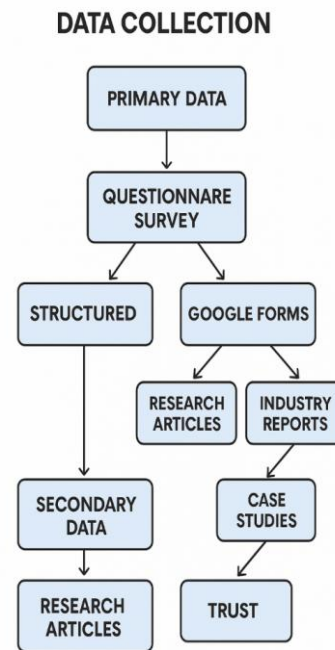 DATA COLLECTION
PRIMARY DATA
QUESTIONNARE
SURVEY
STRUCTURED
GOOGLE FORMS
RESEARCH
ARTICLES
INDUSTRY
REPORTS
SECONDARY
DATA
CASE
STUDIES
RESEARCH
ARTICLES
TRUST